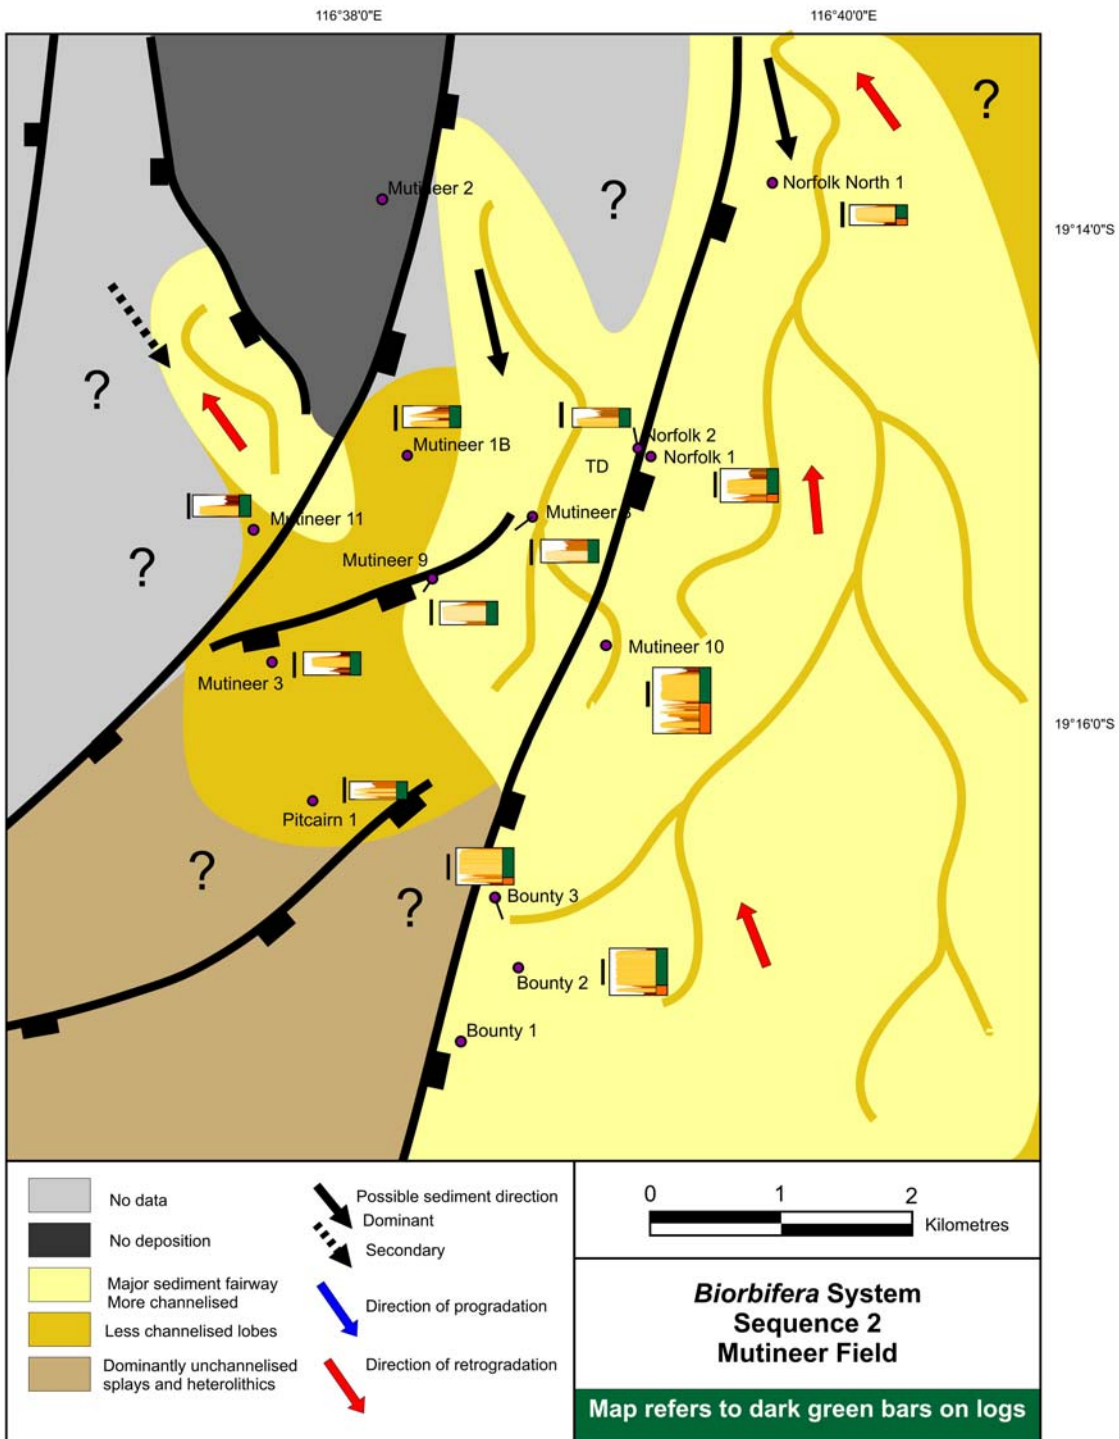 116°38'0"E
116°40'0"E
?
Mutineer 2
?
Norfolk North 1
19°14'0"S
?
Mutineer 1B
Norfolk 2
TD
Norfolk 1
Mutineer 11
Mutineer
?
Mutineer 9
Mutineer 3
Mutineer 10
19°16'0"S
Pitcairn 1
?
?
Bounty 3
Bounty 2
Bounty 1
No data
No deposition
Major sediment fairway
More channelised
Less channelised lobes
Dominantly unchannelised
splays and heterolithics
Possible sediment direction
Dominant
Secondary
Direction of progradation
Direction of retrogradation
0 1 2
Kilometres
Biorbifera System
Sequence 2
Mutineer Field
Map refers to dark green bars on logs